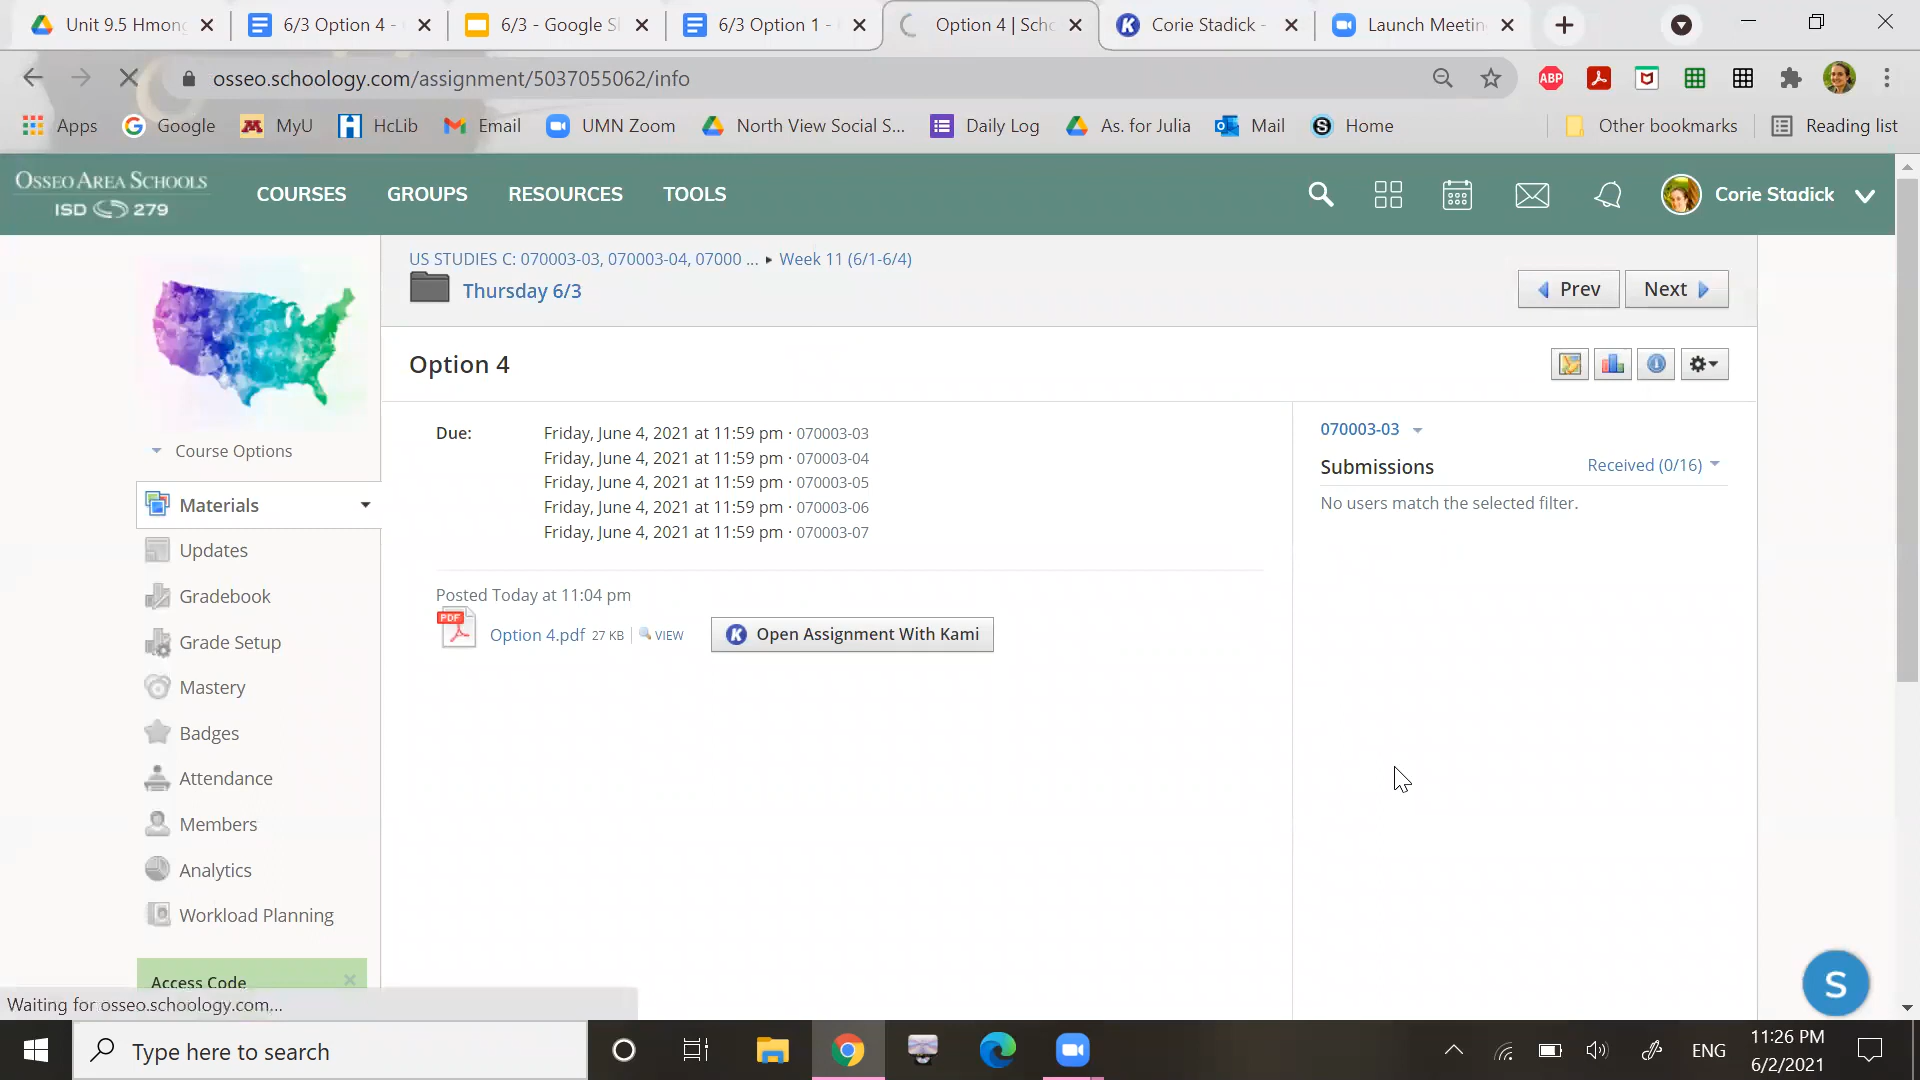 Unit 9.5 Hmong
6/3 Option 4 -
6/3 - Google Sl
6/3 Option 1 -
Option 4 | Scho
Corie Stadick -
Launch Meetin
osseo.schoology.com/assignment/5037055062/info
ABP
Apps
Google
MyU
HcLib
Email
UMN Zoom
North View Social S...
Daily Log
As. for Julia
Mail
Home
Other bookmarks
Reading list
OSSEO AREA SCHOOLS
ISD 279
COURSES
GROUPS
RESOURCES
TOOLS
Corie Stadick
US STUDIES C: 070003-03, 070003-04, 07000 ... ▸ Week 11 (6/1-6/4)
Thursday 6/3
Prev
Next
Option 4
Due:
Friday, June 4, 2021 at 11:59 pm · 070003-03
Friday, June 4, 2021 at 11:59 pm · 070003-04
Friday, June 4, 2021 at 11:59 pm · 070003-05
Friday, June 4, 2021 at 11:59 pm · 070003-06
Friday, June 4, 2021 at 11:59 pm · 070003-07
Posted Today at 11:04 pm
PDF
Option 4.pdf 27 KB VIEW
K Open Assignment With Kami
070003-03
Submissions
Received (0/16)
No users match the selected filter.
Course Options
Materials
Updates
Gradebook
Grade Setup
Mastery
Badges
Attendance
Members
Analytics
Workload Planning
Access Code
Waiting for osseo.schoology.com...
S
Type here to search
ENG
11:26 PM
6/2/2021